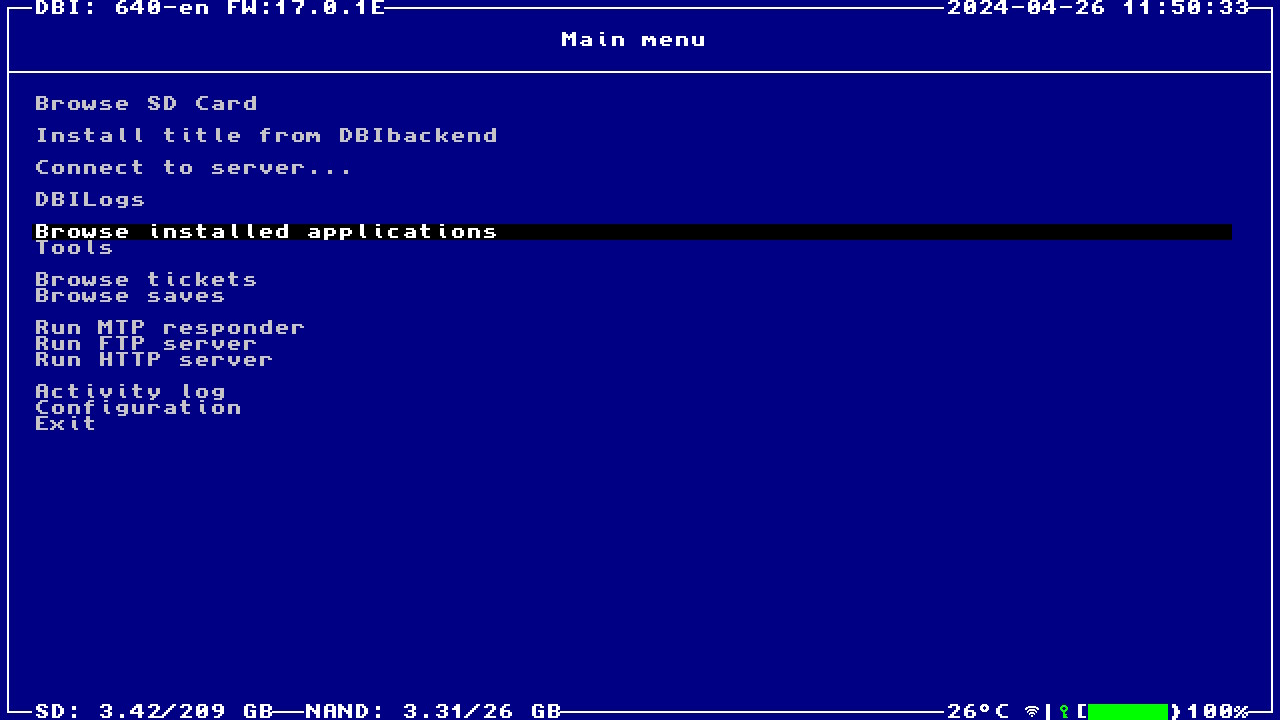 DBI: 640-en FW:17.0.1E 2024-04-26 11:50:33
Main menu
Browse SD Card
Install title from DBIbackend
Connect to server...
DBILogs
Browse installed applications
Tools
Browse tickets
Browse saves
Run MTP responder
Run FTP server
Run HTTP server
Activity log
Configuration
Exit
SD: 3.42/209 GB NAND: 3.31/26 GB 26°C 100%